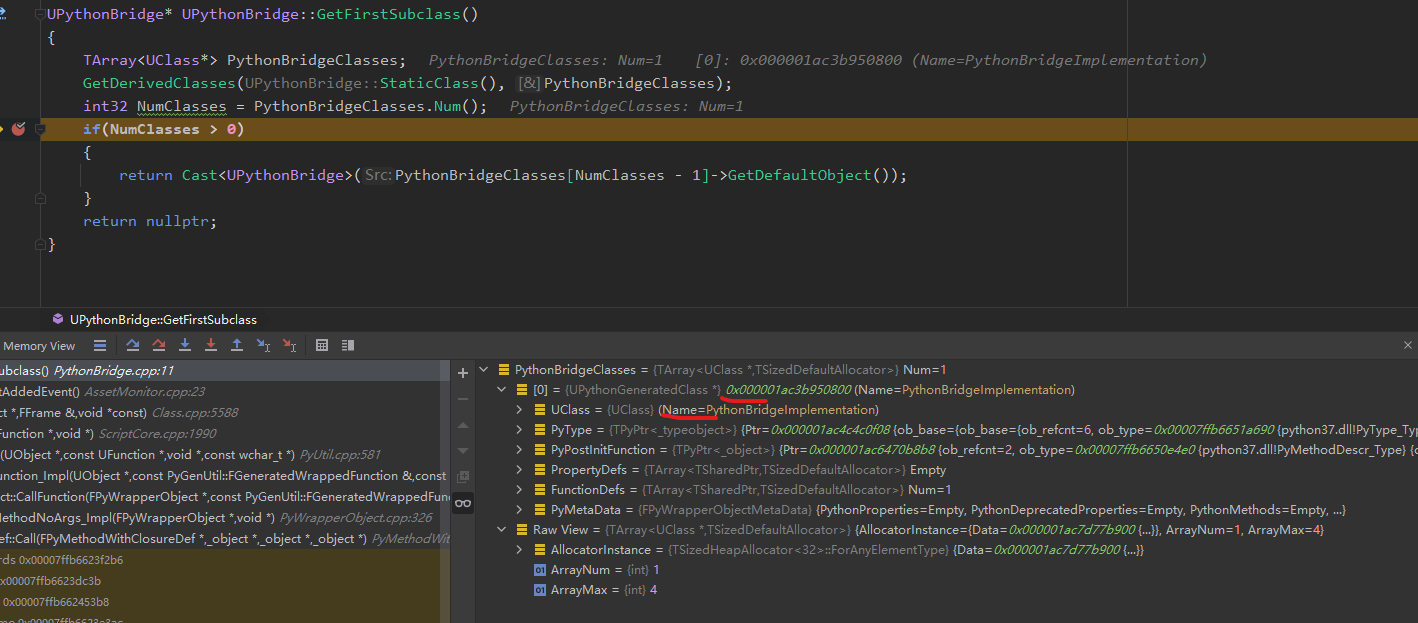 UPythonBridge* UPythonBridge::GetFirstSubclass()
{
TArray<UClass*> PythonBridgeClasses; PythonBridgeClasses: Num=1 [0]: 0x000001ac3b950800 (Name=PythonBridgeImplementation)
GetDerivedClasses(UPythonBridge::StaticClass(), [&]PythonBridgeClasses);
int32 NumClasses = PythonBridgeClasses.Num(); PythonBridgeClasses: Num=1
if(NumClasses > 0)
{
return Cast<UPythonBridge>(Src:PythonBridgeClasses[NumClasses - 1]->GetDefaultObject());
}
return nullptr;
}
UPythonBridge::GetFirstSubclass
Memory View
ubclass() PythonBridge.cpp:11
tAddedEvent() AssetMonitor.cpp:23
ct *,FFrame &,void *const) Class.cpp:5588
Function *,void *) ScriptCore.cpp:1990
(UObject *,const UFunction *,void *,const wchar_t *) PyUtil.cpp:581
unction_Impl(UObject *,const PyGenUtil::FGeneratedWrappedFunction &,const
ct::CallFunction(FPyWrapperObject *,const PyGenUtil::FGeneratedWrappedFun
MethodNoArgs_Impl(FPyWrapperObject *,void *) PyWrapperObject.cpp:326
ef::Call(FPyMethodWithClosureDef *,_object *,_object *,_object *) PyMethodWit
rds 0x00007ffb6623f2b6
x00007ffb6623dc3b
0x00007ffb662453b8
PythonBridgeClasses = {TArray<UClass *,TSizedDefaultAllocator>} Num=1
[0] = {UPythonGeneratedClass *} 0x000001ac3b950800 (Name=PythonBridgeImplementation)
UClass = {UClass} (Name=PythonBridgeImplementation)
PyType = {TPyPtr<_typeobject>} {Ptr=0x000001ac4c4c0f08 {ob_base={ob_base={ob_refcnt=6, ob_type=0x00007ffb6651a690 {python37.dll!PyType_Typ
PyPostInitFunction = {TPyPtr<_object>} {Ptr=0x000001ac6470b8b8 {ob_refcnt=2, ob_type=0x00007ffb6650e4e0 {python37.dll!PyMethodDescr_Type} {o
PropertyDefs = {TArray<TSharedPtr,TSizedDefaultAllocator>} Empty
FunctionDefs = {TArray<TSharedPtr,TSizedDefaultAllocator>} Num=1
PyMetaData = {FPyWrapperObjectMetaData} {PythonProperties=Empty, PythonDeprecatedProperties=Empty, PythonMethods=Empty, ...}
Raw View = {TArray<UClass *,TSizedDefaultAllocator>} {AllocatorInstance={Data=0x000001ac7d77b900 {...}}, ArrayNum=1, ArrayMax=4}
AllocatorInstance = {TSizedHeapAllocator<32>::ForAnyElementType} {Data=0x000001ac7d77b900 {...}}
01 ArrayNum = {int} 1
01 ArrayMax = {int} 4